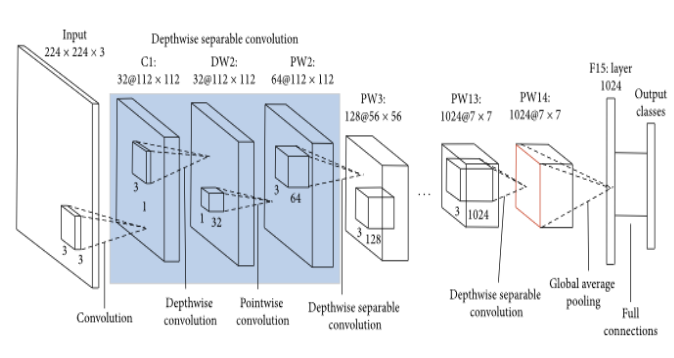 Input
224 × 224 × 3
Depthwise separable convolution
C1:
32@112 × 112
DW2:
32@112 × 112
PW2:
64@112 × 112
PW3:
128@56 × 56
PW13:
1024@7 × 7
PW14:
1024@7 × 7
F15: layer
1024
Output
classes
3
3
3
1
1
32
3
64
3
128
...
3
1024
Convolution
Depthwise
convolution
Pointwise
convolution
Depthwise separable
convolution
Depthwise separable
convolution
Global average
pooling
Full
connections